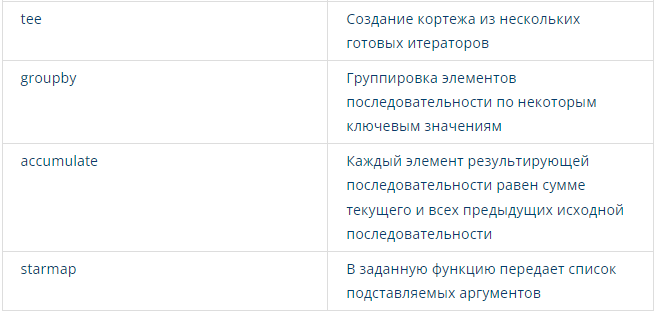 tee
Создание кортежа из нескольких
готовых итераторов
groupby
Группировка элементов
последовательности по некоторым
ключевым значениям
accumulate
Каждый элемент результирующей
последовательности равен сумме
текущего и всех предыдущих исходной
последовательности
starmap
В заданную функцию передает список
подставляемых аргументов